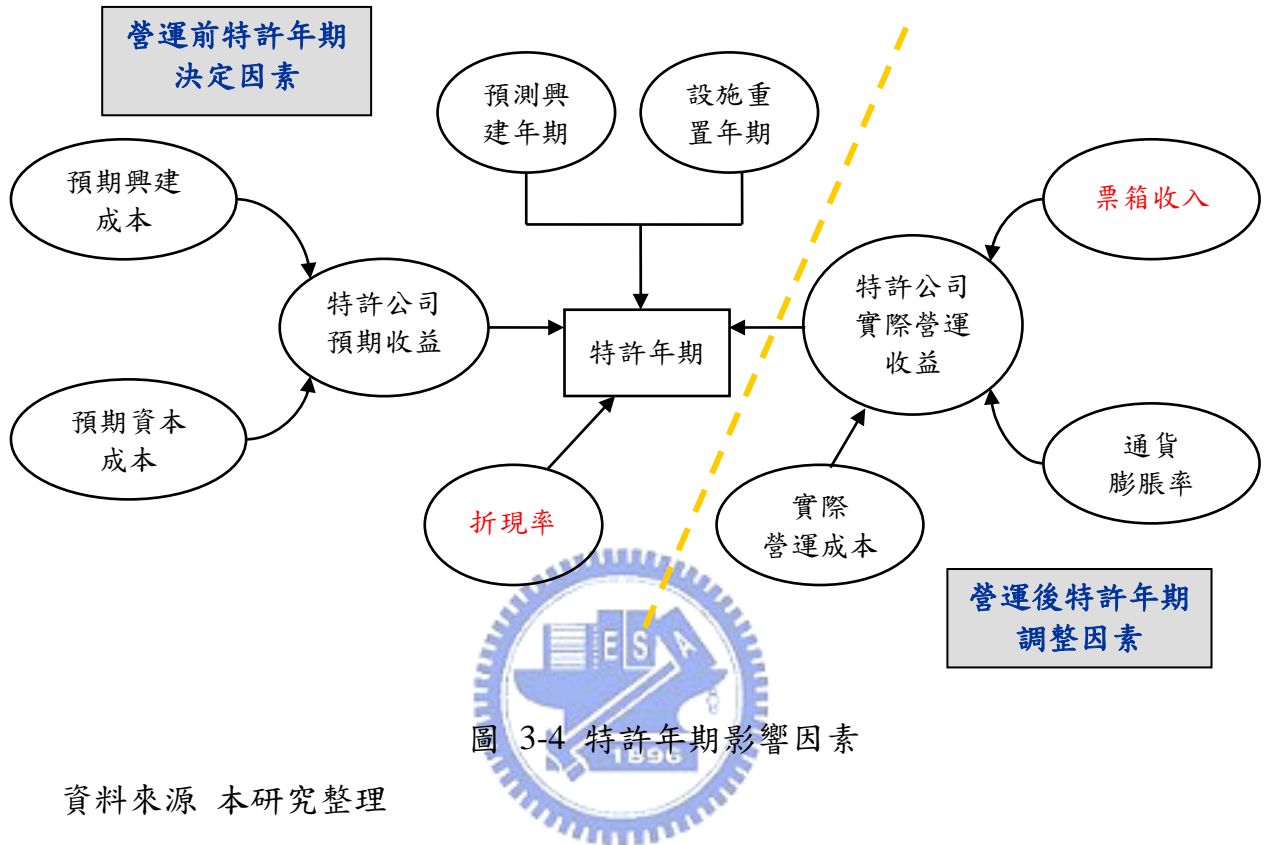 營運前特許年期
決定因素
預測興
建年期
設施重
置年期
預期興建
成本
票箱收入
特許公司
預期收益
特許年期
特許公司
實際營運
收益
預期資本
成本
折現率
實際
營運成本
通貨
膨脹率
營運後特許年期
調整因素
E S A
圖 3-4 特許年期影響因素
1896
資料來源 本研究整理